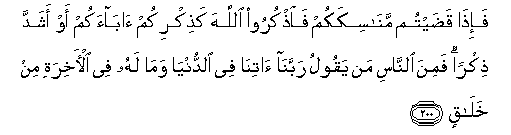 فَإِذَا قَضَيْتُم مَّنَٰسِكَكُمْ فَٱذْكُرُوا۟ ٱللَّهَ كَذِكْرِكُمْ ءَابَآءَكُمْ أَوْ أَشَدَّ
ذِكْرًا ۗ فَمِنَ ٱلنَّاسِ مَن يَقُولُ رَبَّنَآ ءَاتِنَا فِى ٱلدُّنْيَا وَمَا لَهُۥ فِى ٱلْءَاخِرَةِ مِنْ
خَلَٰقٍ ٢٠٠